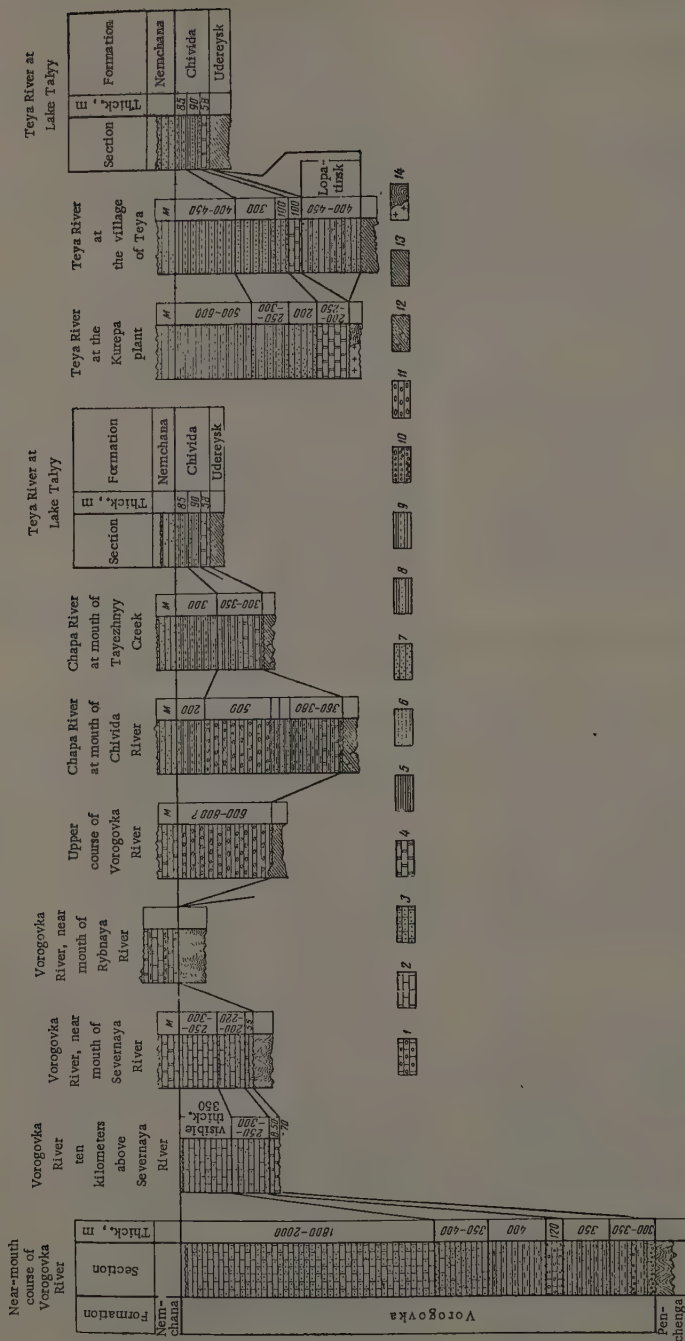 Near-mouth
course of
Vorogovka
River
Formation
Section
Thick, m
Nem-
chana
Vorogovka
Pen-
chenga
1800-2000
350-400
400
120
350
300-350
Vorogovka
River
ten
kilometers
above
Severnaya
River
visible
thick,
350
250-
-300
8,50
-70
Vorogovka
River, near
mouth of
Severnaya
River
M
250-
-300
200-
-220
55
Vorogovka
River, near
mouth of
Rybnaya
River
Upper
course of
Vorogovka
River
M
600-800?
Chapa River
at mouth of
Chivida
River
M
200
500
360-380
Chapa River
at mouth of
Tayezhnyy
Creek
M
300
300-350
Teya River at
Lake Talyy
Section
Thick, m
Formation
Nemchana
Chivida
Udereysk
85
90
58
Teya River
at the
Kurepa
plant
M
500-600
250-
-300
200
200-
-250
Teya River
at
the village
of Teya
M
400-450
300
100
100
400-450
Lopa-
tinsk
Teya River at
Lake Talyy
Section
Thick, m
Formation
Nemchana
Chivida
Udereysk
85
90
58
1
2
3
4
5
6
7
8
9
10
11
12
13
14